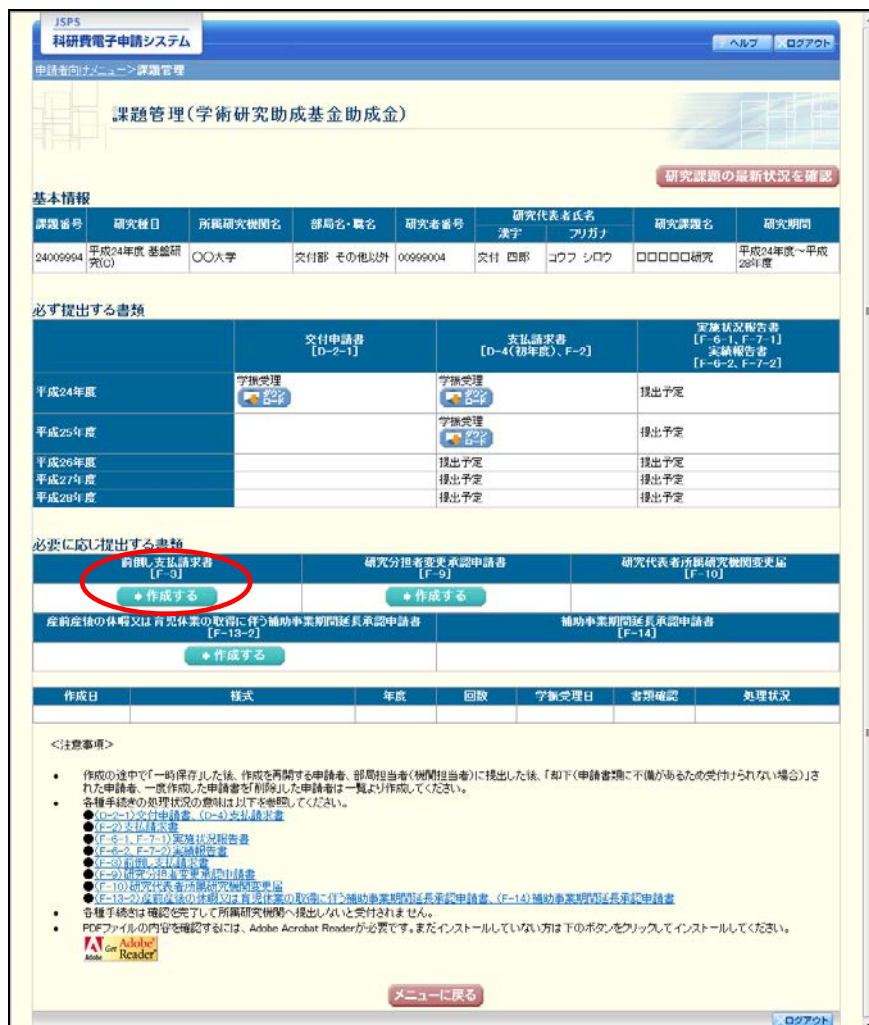 JSPS
科研費電子申請システム
ヘルプ
ログアウト
申請者向けメニュー>課題管理
課題管理(学術研究助成基金助成金)
研究課題の最新状況を確認
基本情報
課題番号 研究種目 所属研究機関名 部局名・職名 研究者番号 研究代表者氏名 研究課題名 研究期間
漢字 フリガナ
24009994 平成24年度 基盤研究(C) 〇〇大学 交付部 その他以外 00999004 交付 四郎 コウフ シロウ □□□□□研究 平成24年度~平成28年度
必ず提出する書類
交付申請書
[D-2-1]
支払請求書
[D-4(初年度)、F-2]
実施状況報告書
[F-6-1、F-7-1]
実績報告書
[F-6-2、F-7-2]
平成24年度 学振受理 ダウンロード 学振受理 ダウンロード 提出予定
平成25年度 学振受理 ダウンロード 提出予定
平成26年度 提出予定 提出予定
平成27年度 提出予定 提出予定
平成28年度 提出予定 提出予定
必要に応じ提出する書類
前倒し支払請求書
[F-3]
研究分担者変更承認申請書
[F-9]
研究代表者所属研究機関変更届
[F-10]
作成する 作成する
産前産後の休暇又は育児休業の取得に伴う補助事業期間延長承認申請書
[F-13-2]
補助事業期間延長承認申請書
[F-14]
作成する
作成日 様式 年度 回数 学振受理日 書類確認 処理状況
<注意事項>
• 作成の途中で「一時保存」した後、作成を再開する申請者、部局担当者(機関担当者)に提出した後、「却下(申請書類に不備があるため受付けられない場合)」さ
れた申請者、一度作成した申請書を「削除」した申請者は一覧より作成してください。
• 各種手続きの処理状況の意味は以下を参照してください。
●(D-2-1)交付申請書、(D-4)支払請求書
●(F-2)支払請求書
●(F-6-1、F-7-1)実施状況報告書
●(F-6-2、F-7-2)実績報告書
●(F-3)前倒し支払請求書
●(F-9)研究分担者変更承認申請書
●(F-10)研究代表者所属研究機関変更届
●(F-13-2)産前産後の休暇又は育児休業の取得に伴う補助事業期間延長承認申請書、(F-14)補助事業期間延長承認申請書
• 各種手続きは確認を完了して所属研究機関へ提出しないと受付されません。
• PDFファイルの内容を確認するには、Adobe Acrobat Readerが必要です。まだインストールしていない方は下のボタンをクリックしてインストールしてください。
Adobe Get Adobe® Reader®
メニューに戻る
ログアウト